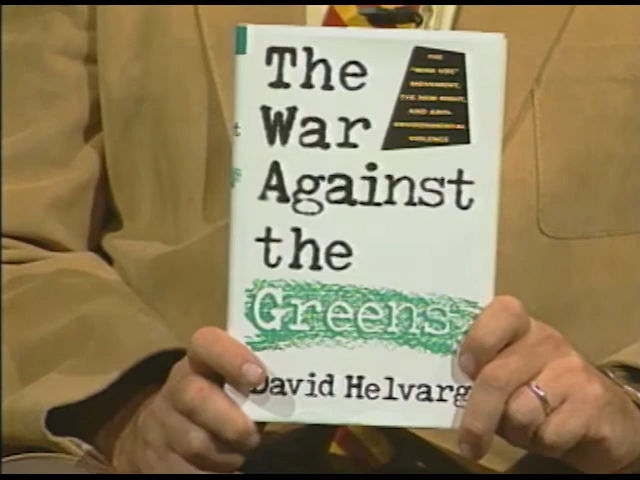 The
War
Against
the
Greens
David Helvarg
THE
"WISE USE"
MOVEMENT,
THE NEW RIGHT,
AND ANTI-
ENVIRONMENTAL
VIOLENCE